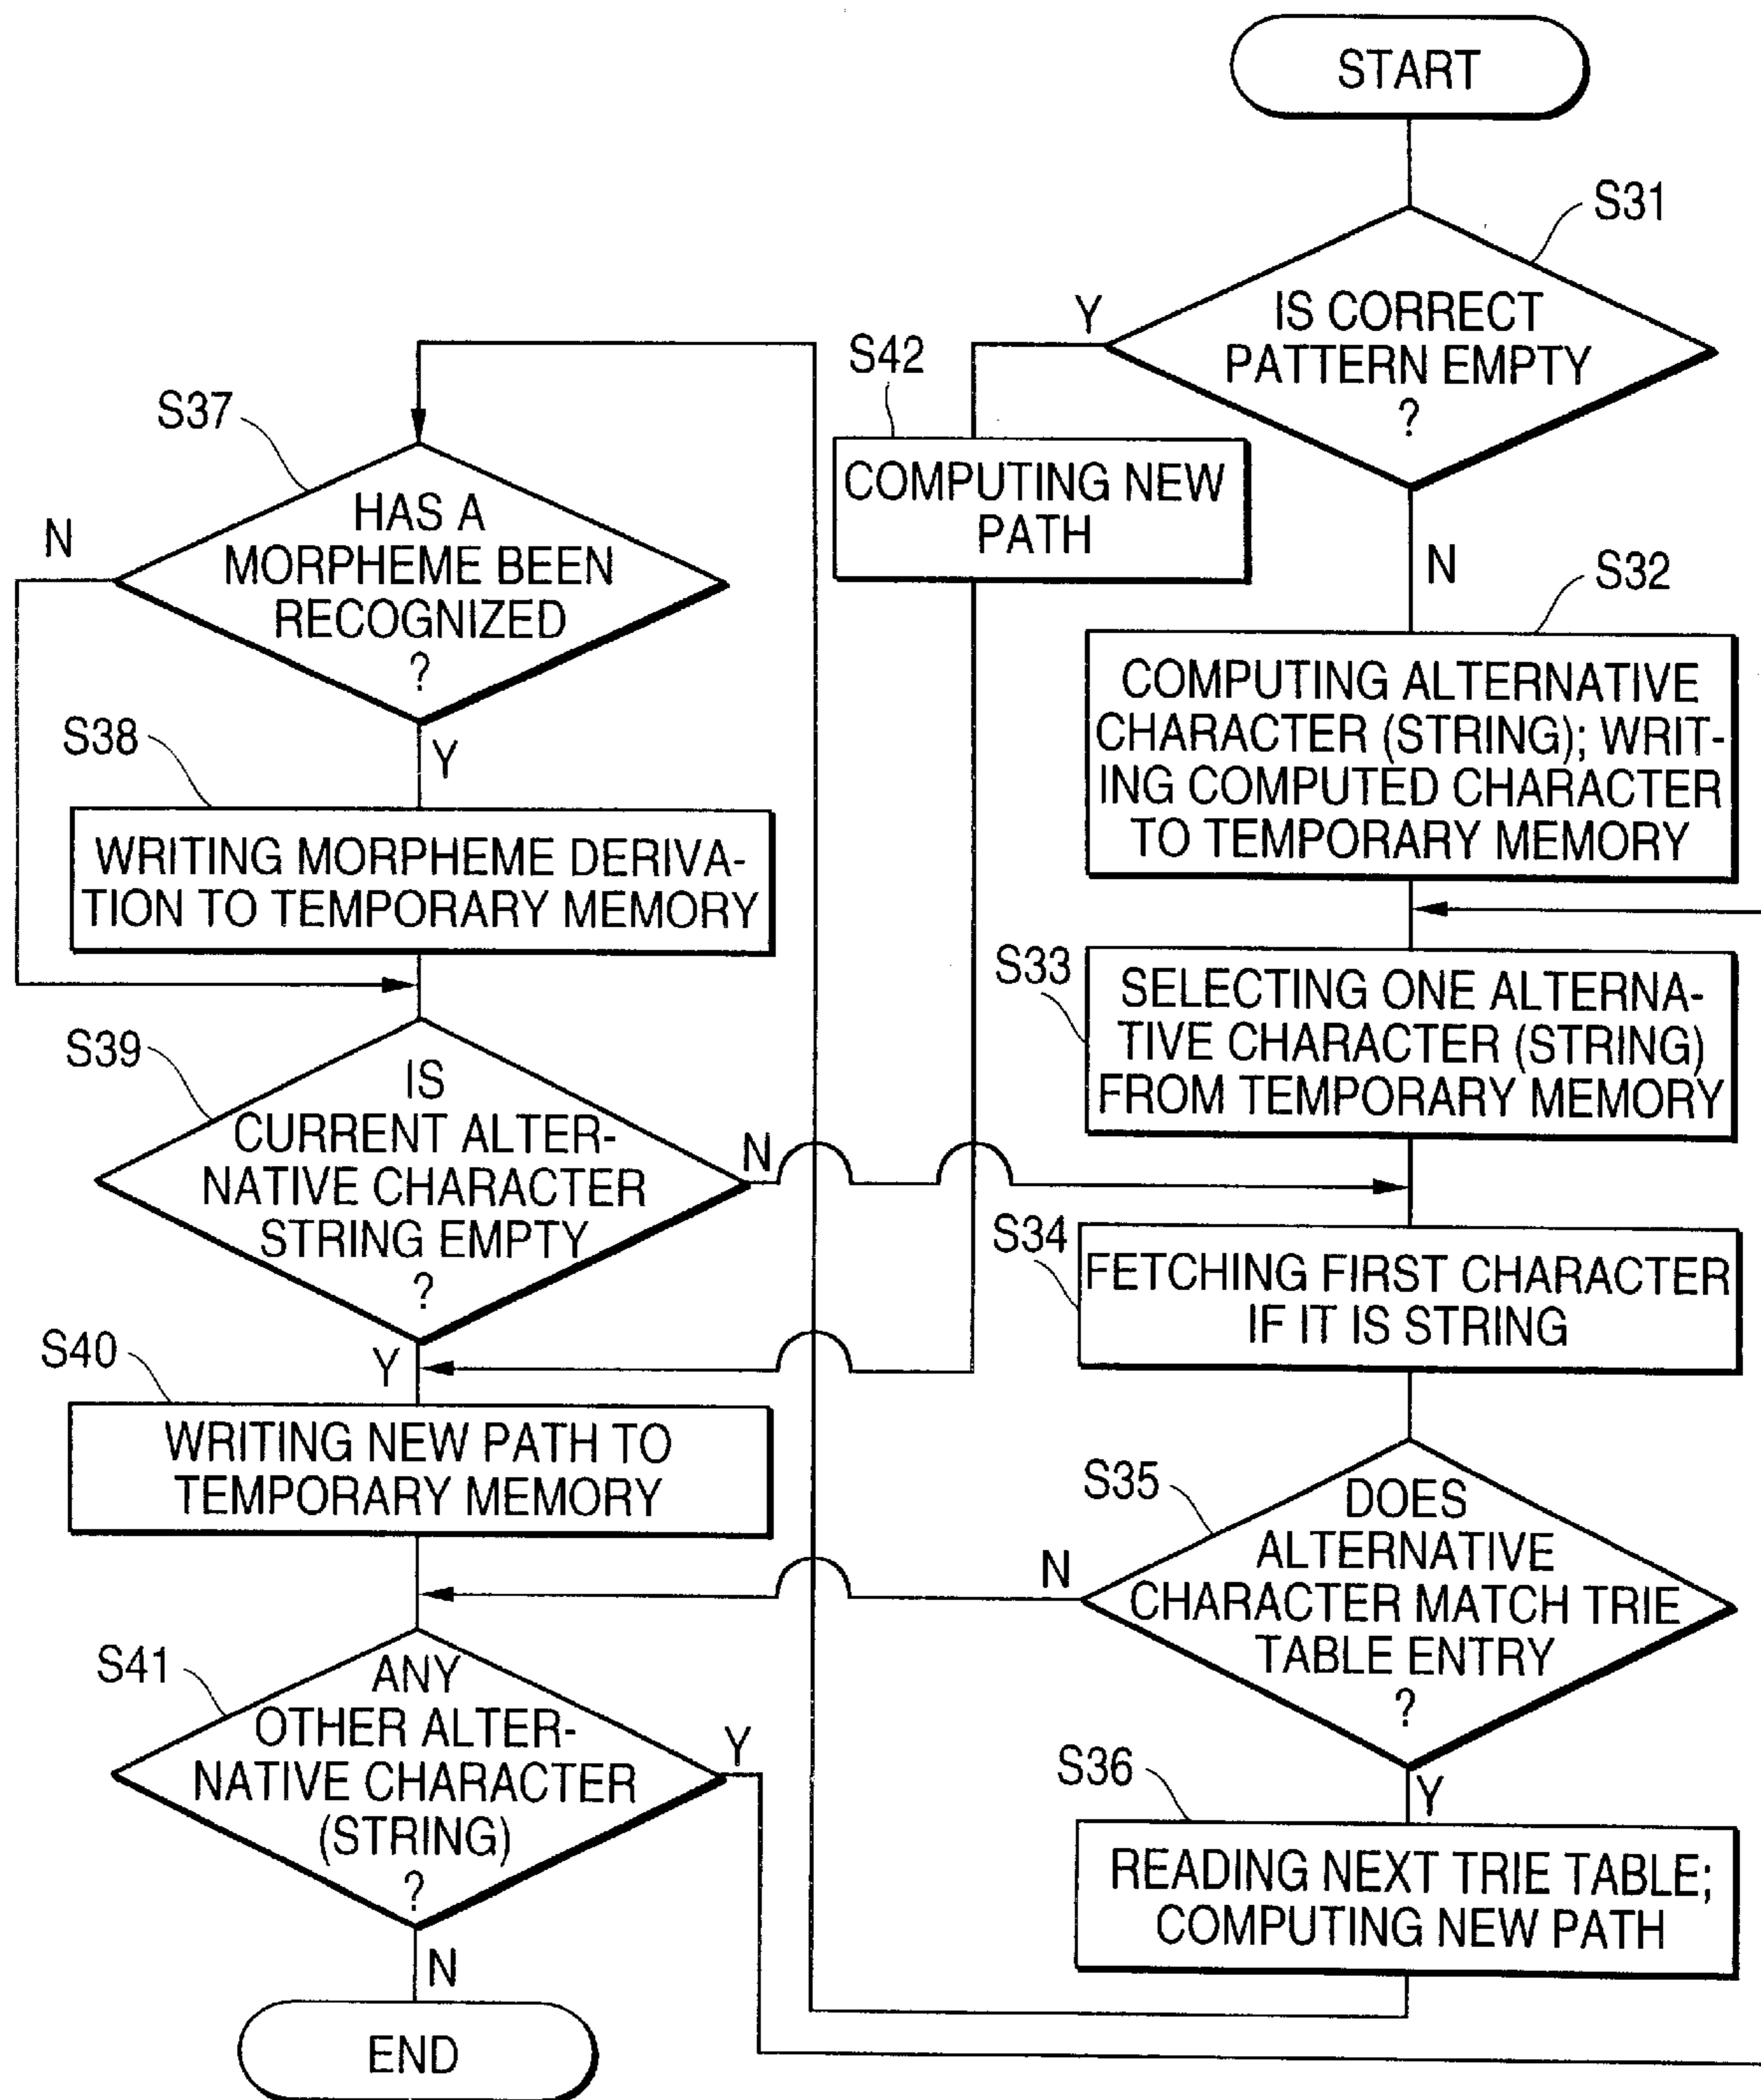 START
S31
IS CORRECT
PATTERN EMPTY
?
Y
N
S42
COMPUTING NEW
PATH
S32
COMPUTING ALTERNATIVE
CHARACTER (STRING); WRIT-
ING COMPUTED CHARACTER
TO TEMPORARY MEMORY
S33
SELECTING ONE ALTERNA-
TIVE CHARACTER (STRING)
FROM TEMPORARY MEMORY
S34
FETCHING FIRST CHARACTER
IF IT IS STRING
S35
DOES
ALTERNATIVE
CHARACTER MATCH TRIE
TABLE ENTRY
?
N
Y
S36
READING NEXT TRIE TABLE;
COMPUTING NEW PATH
S37
HAS A
MORPHEME BEEN
RECOGNIZED
?
N
Y
S38
WRITING MORPHEME DERIVA-
TION TO TEMPORARY MEMORY
S39
IS
CURRENT ALTER-
NATIVE CHARACTER
STRING EMPTY
?
N
Y
S40
WRITING NEW PATH TO
TEMPORARY MEMORY
S41
ANY
OTHER ALTER-
NATIVE CHARACTER
(STRING)
?
Y
N
END